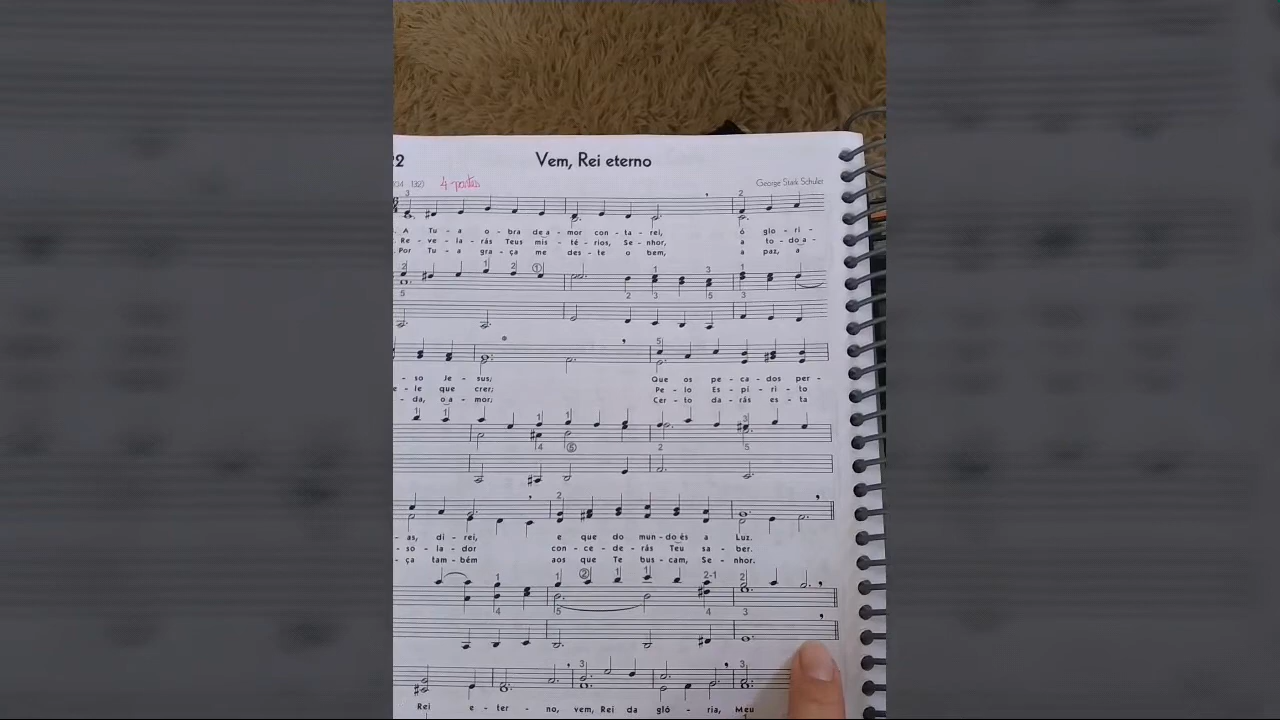 Vem, Rei eterno
4 partes
George Stark Schuler
A Tu - a o - bra de a - mor con - ta - rei, ó glo - ri -
Re - ve - la - rás Teus mis - té - rios, Se - nhor, a to - do a -
Por Tu - a gra - ça me des - te o bem, a paz, a
- so Je - sus; Que os pe - ca - dos per -
e - le que crer; Pe - lo Es - pí - ri - to
- da, o a - mor; Cer - to da - rás es - ta
- as, di - rei, e que do mun - do és a Luz.
- so - la - dor con - ce - de - rás Teu sa - ber.
- ça tam - bém aos que Te bus - cam, Se - nhor.
Rei e - ter - no, vem, Rei da gló - ria, Meu